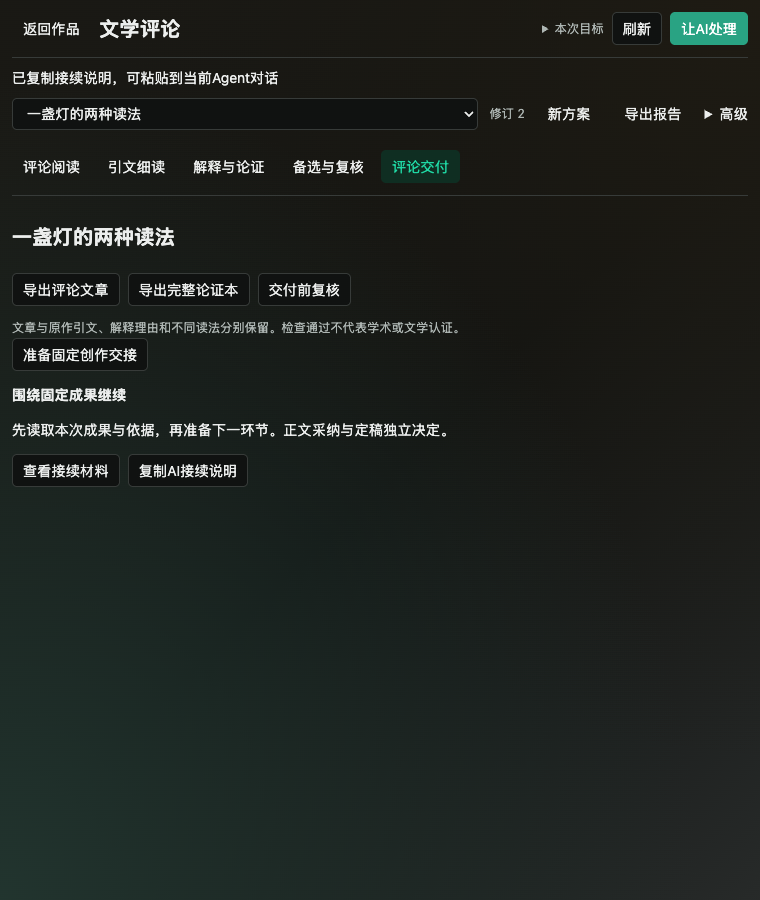 返回作品 文学评论 ▶ 本次目标 刷新 让AI处理
已复制接续说明，可粘贴到当前Agent对话
一盏灯的两种读法 修订 2 新方案 导出报告 ▶ 高级
评论阅读 引文细读 解释与论证 备选与复核 评论交付
一盏灯的两种读法
导出评论文章 导出完整论证本 交付前复核
文章与原作引文、解释理由和不同读法分别保留。检查通过不代表学术或文学认证。
准备固定创作交接
围绕固定成果继续
先读取本次成果与依据，再准备下一环节。正文采纳与定稿独立决定。
查看接续材料 复制AI接续说明